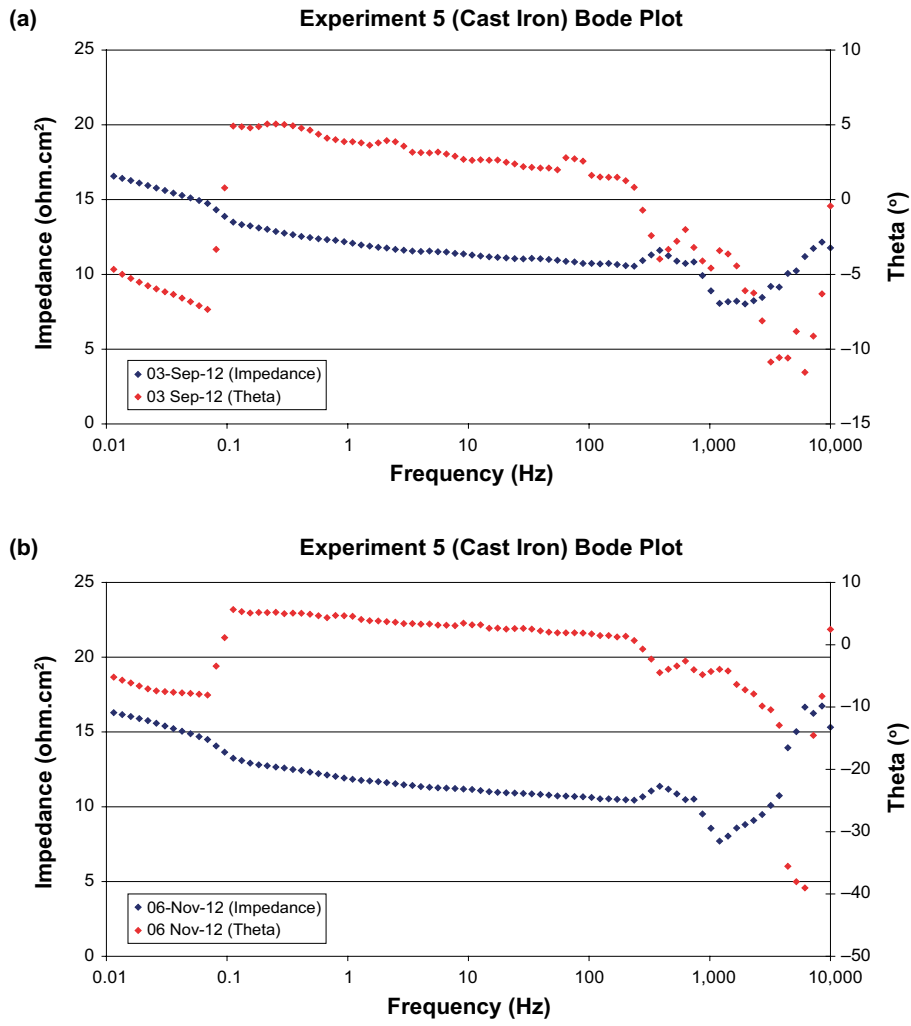 (a)
Experiment 5 (Cast Iron) Bode Plot
25
20
15
10
5
0
Impedance (ohm.cm²)
10
5
0
–5
–10
–15
Theta (°)
03-Sep-12 (Impedance)
03 Sep-12 (Theta)
0.01 0.1 1 10 100 1,000 10,000
Frequency (Hz)
(b)
Experiment 5 (Cast Iron) Bode Plot
25
20
15
10
5
0
Impedance (ohm.cm²)
10
0
–10
–20
–30
–40
–50
Theta (°)
06-Nov-12 (Impedance)
06 Nov-12 (Theta)
0.01 0.1 1 10 100 1,000 10,000
Frequency (Hz)